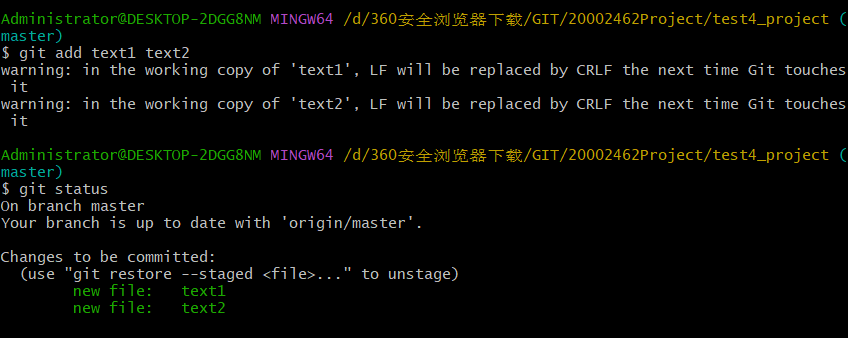 Administrator@DESKTOP-2DGG8NM MINGW64 /d/360安全浏览器下载/GIT/20002462Project/test4_project (
master)
$ git add text1 text2
warning: in the working copy of 'text1', LF will be replaced by CRLF the next time Git touches
 it
warning: in the working copy of 'text2', LF will be replaced by CRLF the next time Git touches
 it
Administrator@DESKTOP-2DGG8NM MINGW64 /d/360安全浏览器下载/GIT/20002462Project/test4_project (
master)
$ git status
On branch master
Your branch is up to date with 'origin/master'.
Changes to be committed:
  (use "git restore --staged <file>..." to unstage)
        new file:   text1
        new file:   text2